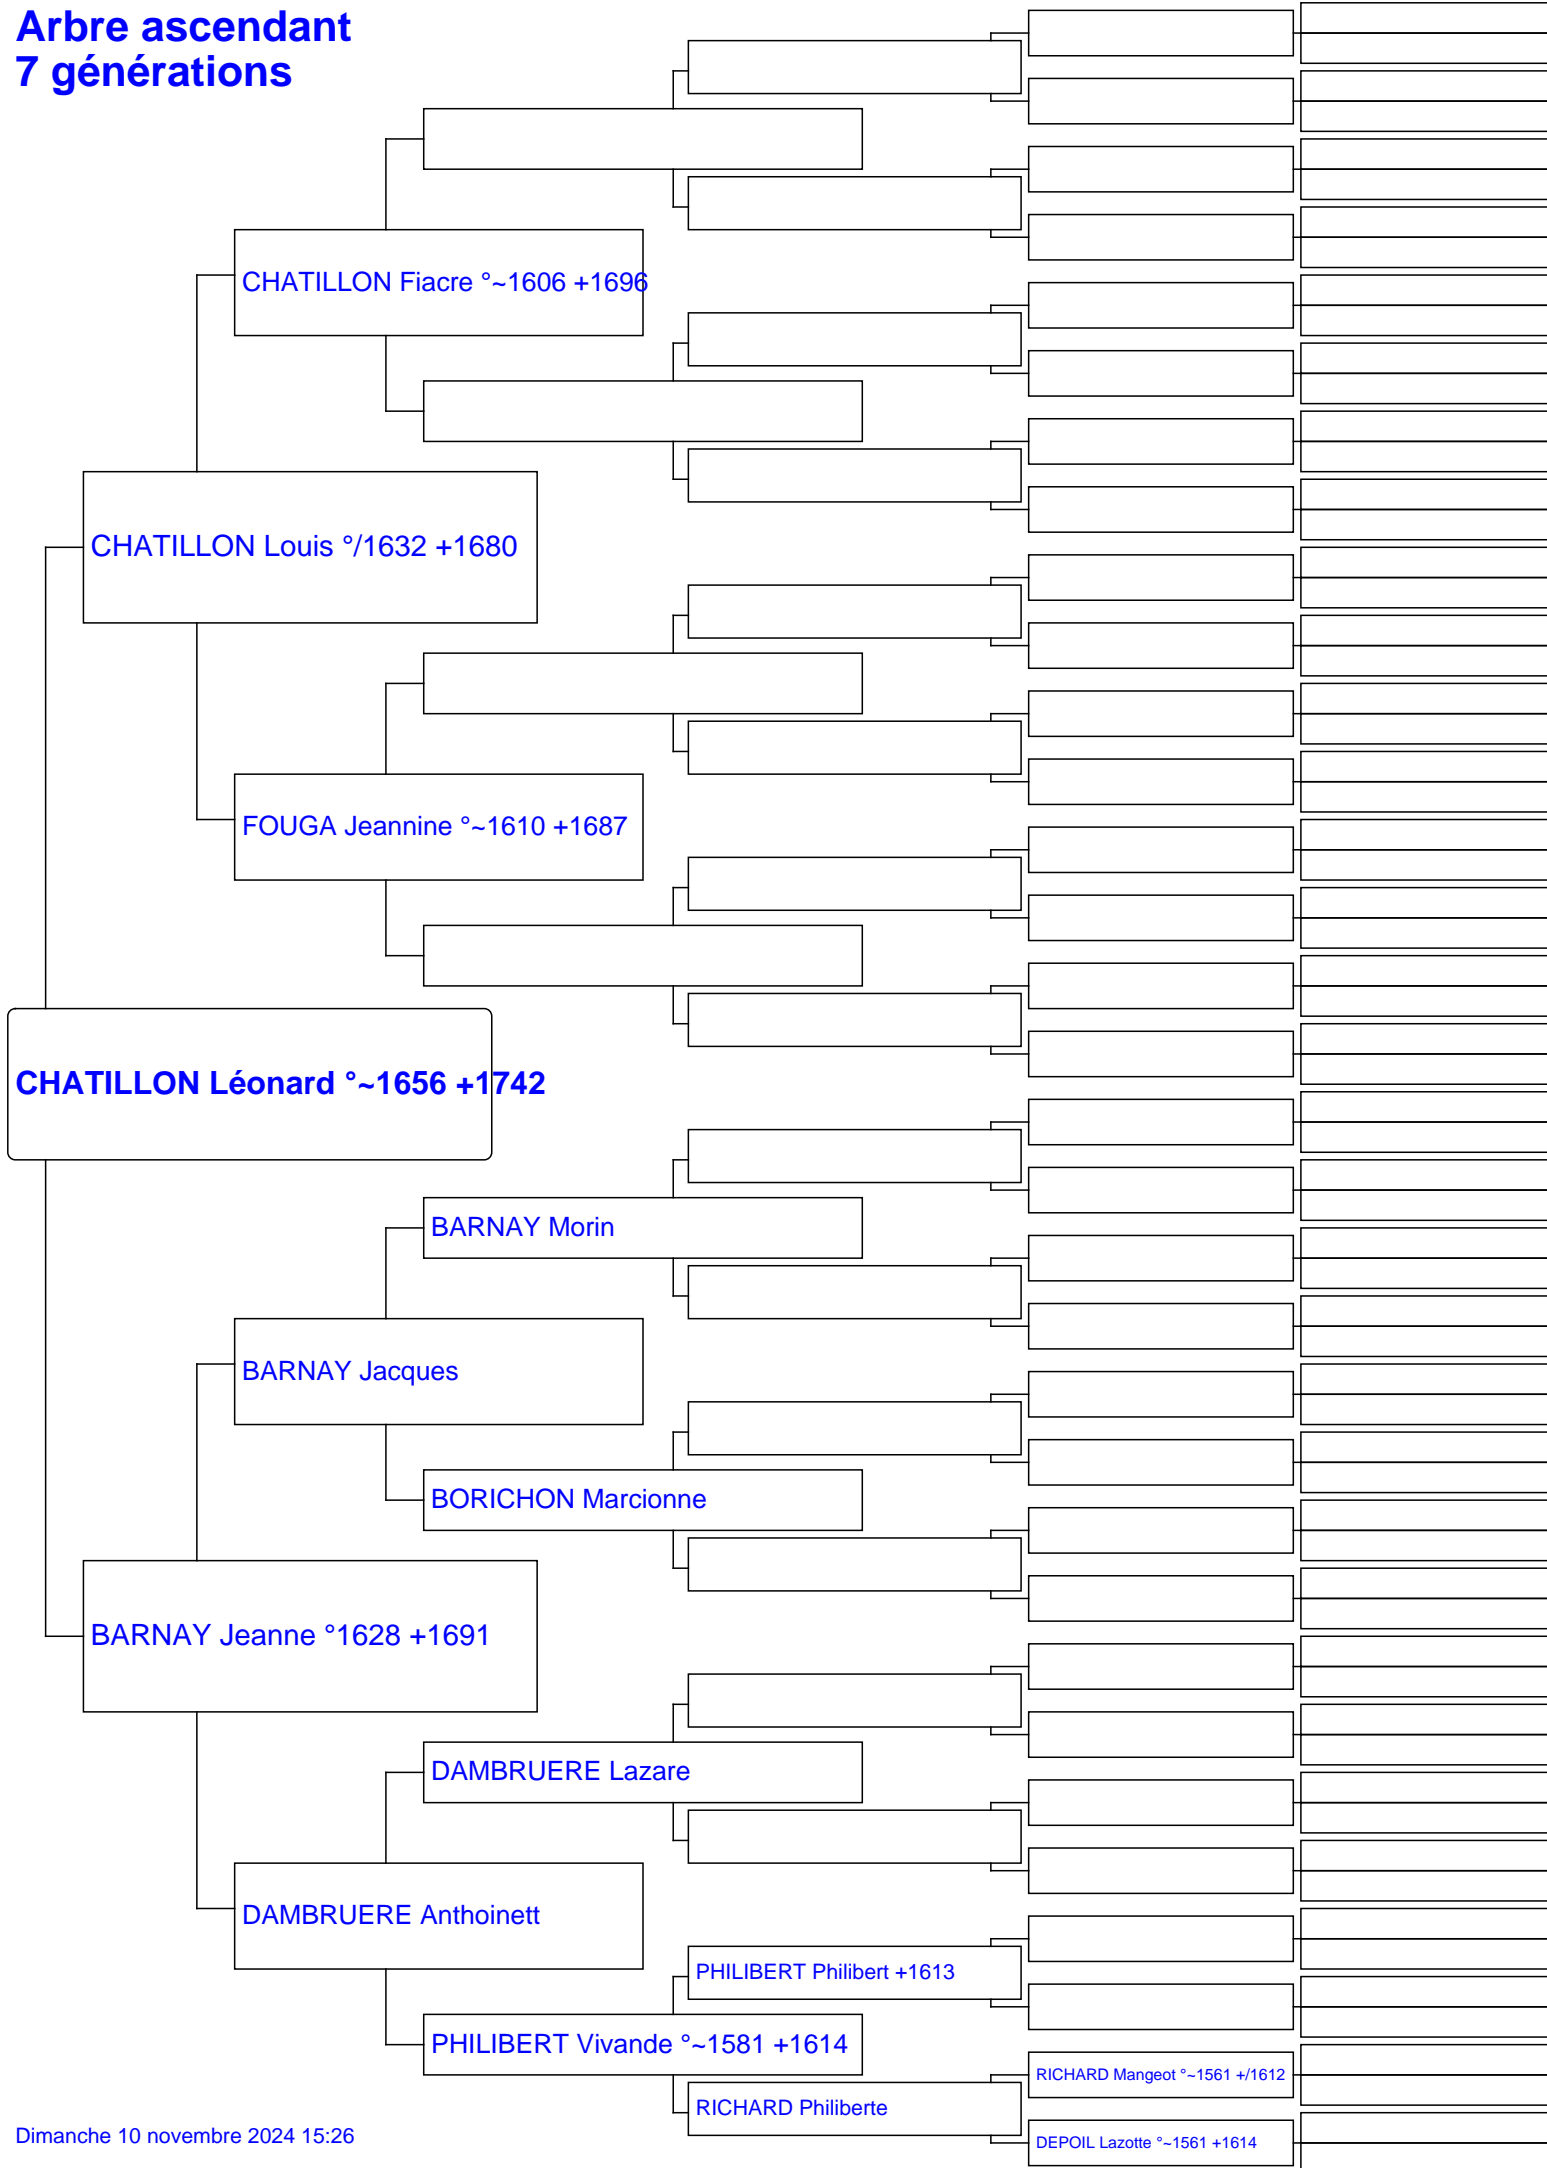 Arbre ascendant
7 générations
CHATILLON Fiacre °~1606 +1696
CHATILLON Louis °/1632 +1680
FOUGA Jeannine °~1610 +1687
CHATILLON Léonard °~1656 +1742
BARNAY Morin
BARNAY Jacques
BORICHON Marcionne
BARNAY Jeanne °1628 +1691
DAMBRUERE Lazare
DAMBRUERE Anthoinett
PHILIBERT Philibert +1613
PHILIBERT Vivande °~1581 +1614
RICHARD Mangeot °~1561 +/1612
RICHARD Philiberte
DEPOIL Lazotte °~1561 +1614
Dimanche 10 novembre 2024 15:26